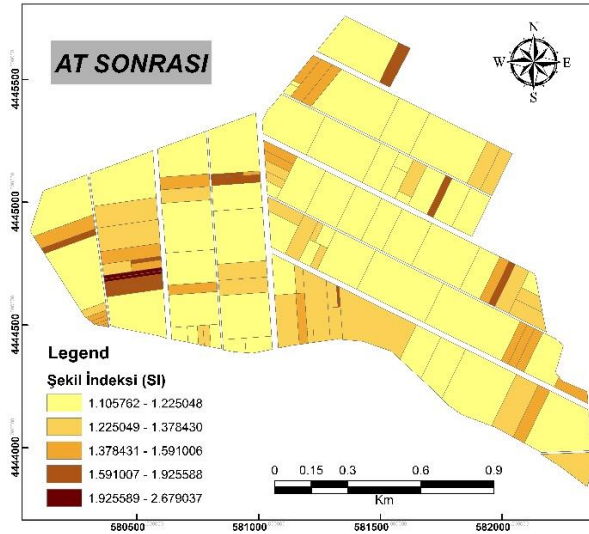 AT SONRASI
N
W E
S
4445500
4445000
4444500
4444000
Legend
Şekil İndeksi (SI)
1.105762 - 1.225048
1.225049 - 1.378430
1.378431 - 1.591006
1.591007 - 1.925588
1.925589 - 2.679037
0 0.15 0.3 0.6 0.9
Km
580500 581000 581500 582000